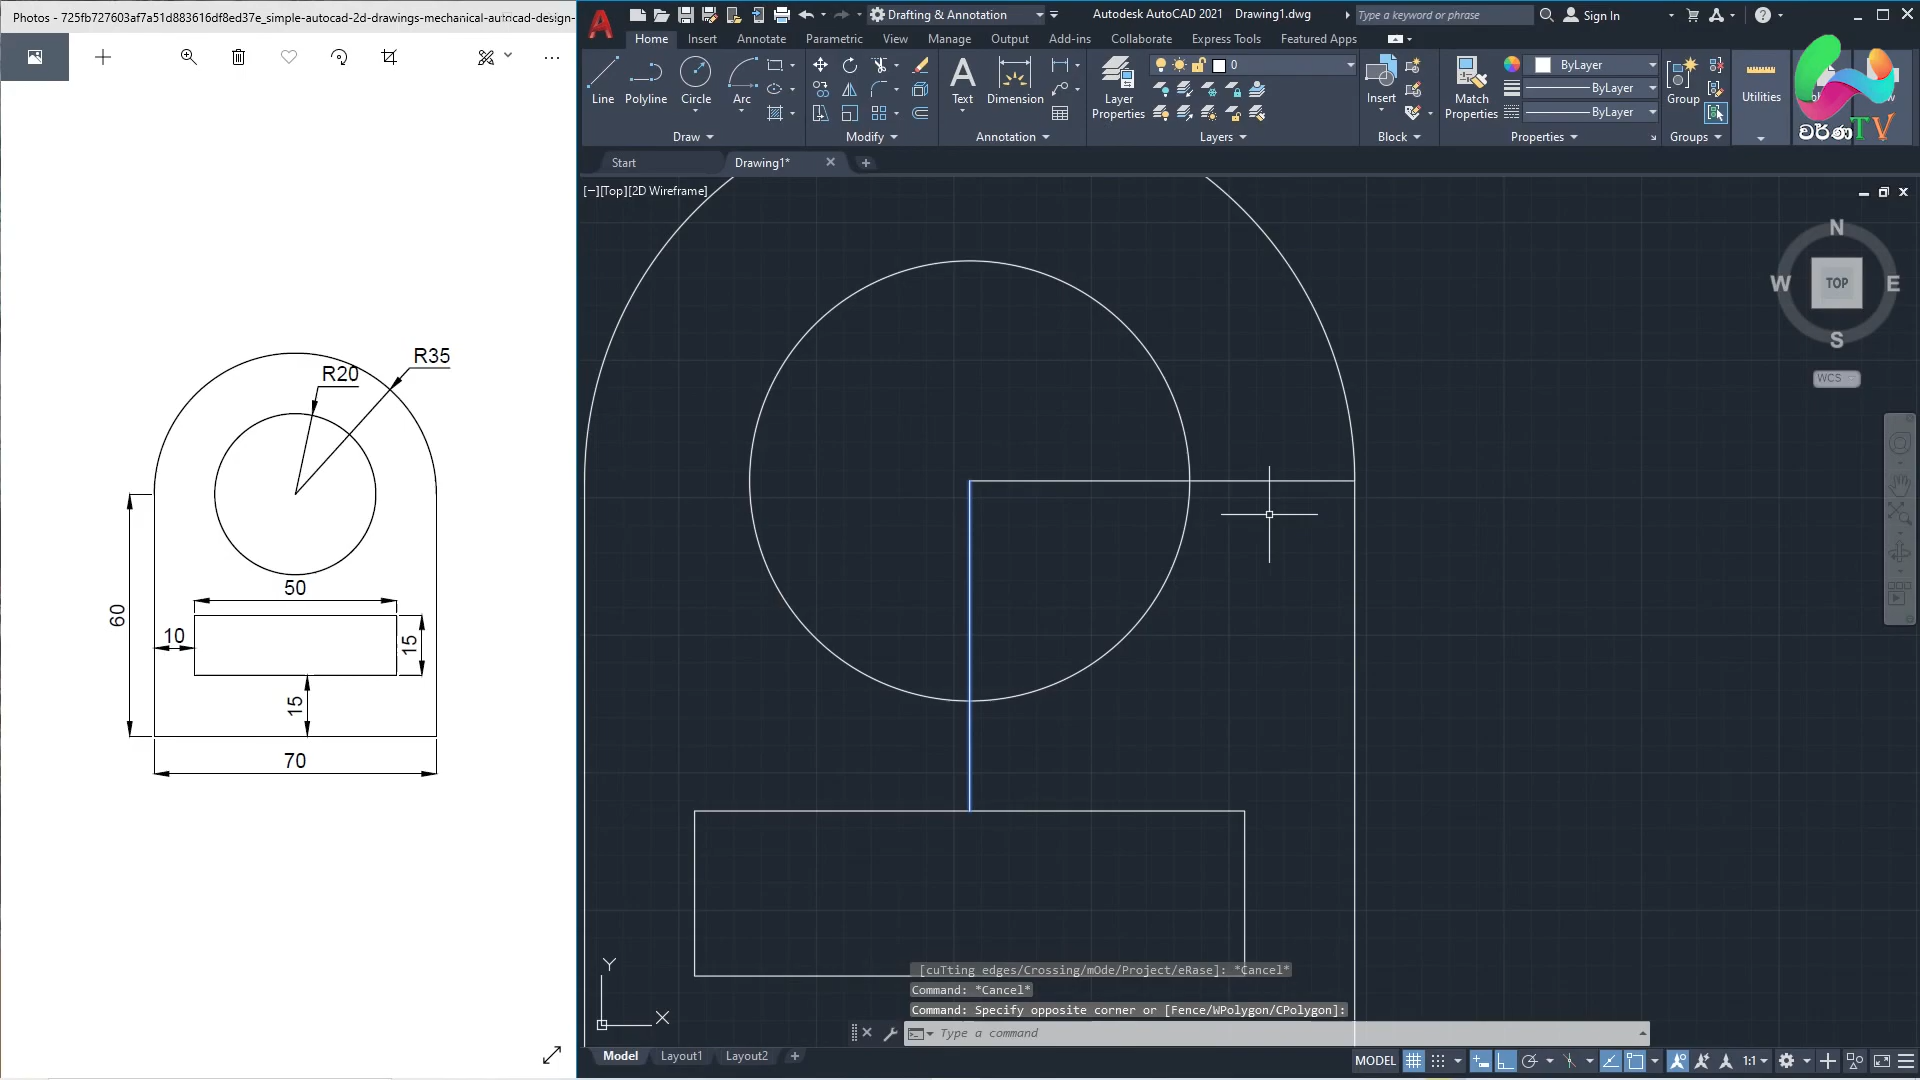 Photos - 725fb727603af7a51d883616df8ed37e_simple-autocad-2d-drawings-mechanical-autocad-design-
Drafting & Annotation
Autodesk AutoCAD 2021 Drawing1.dwg
Type a keyword or phrase
Sign In
Home Insert Annotate Parametric View Manage Output Add-ins Collaborate Express Tools Featured Apps
0
ByLayer
ByLayer
ByLayer
Line Polyline Circle Arc
Text Dimension
Layer Properties
Insert
Match Properties
Group
Utilities
Draw Modify Annotation Layers Block Properties Groups
වර්ණ TV
Start Drawing1*
[−][Top][2D Wireframe]
N
W TOP E
S
WCS
R35
R20
50
60
10
15
15
70
Y
X
[cuTting edges/Crossing/mOde/Project/eRase]: *Cancel*
Command: *Cancel*
Command: Specify opposite corner or [Fence/WPolygon/CPolygon]:
Type a command
Model Layout1 Layout2
MODEL
1:1